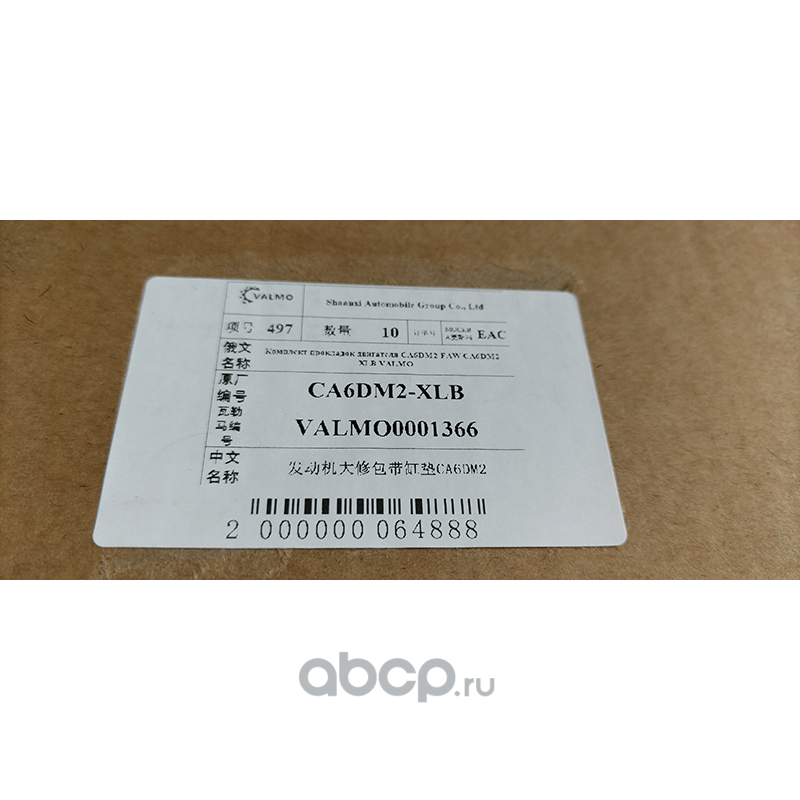 VALMO
Shaanxi Automobile Group Co., Ltd
项号 497 数量 10 EAC
俄文名称 Комплект прокладок двигателя CA6DM2 FAW CA6DM2
XLB VALMO
原厂编号 CA6DM2-XLB
瓦勒马编号 VALMO0001366
中文名称 发动机大修包带缸垫CA6DM2
2 000000 064888
abcp.ru